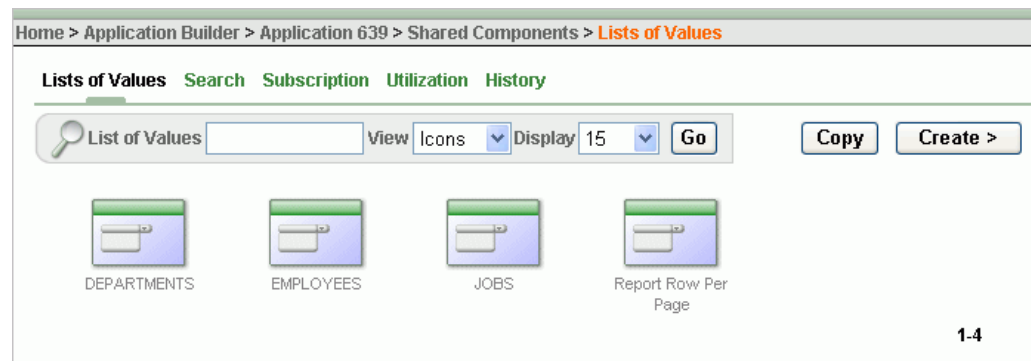 Home > Application Builder > Application 639 > Shared Components > Lists of Values
Lists of Values Search Subscription Utilization History
List of Values View Icons Display 15 Go Copy Create >
DEPARTMENTS EMPLOYEES JOBS Report Row Per
Page
1-4